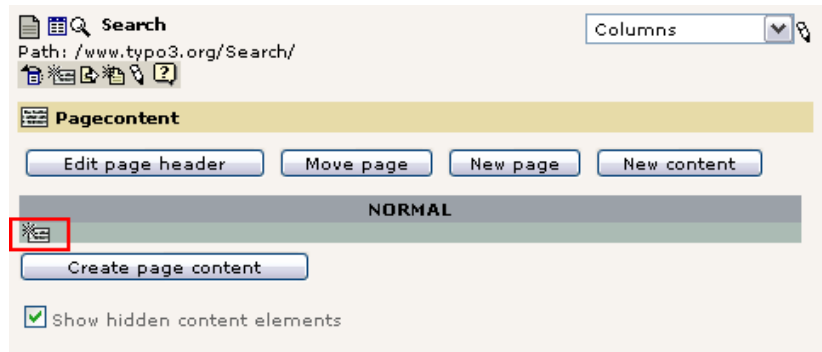 Search
Columns
Path: /www.typo3.org/Search/
Pagecontent
Edit page header Move page New page New content
NORMAL
Create page content
Show hidden content elements